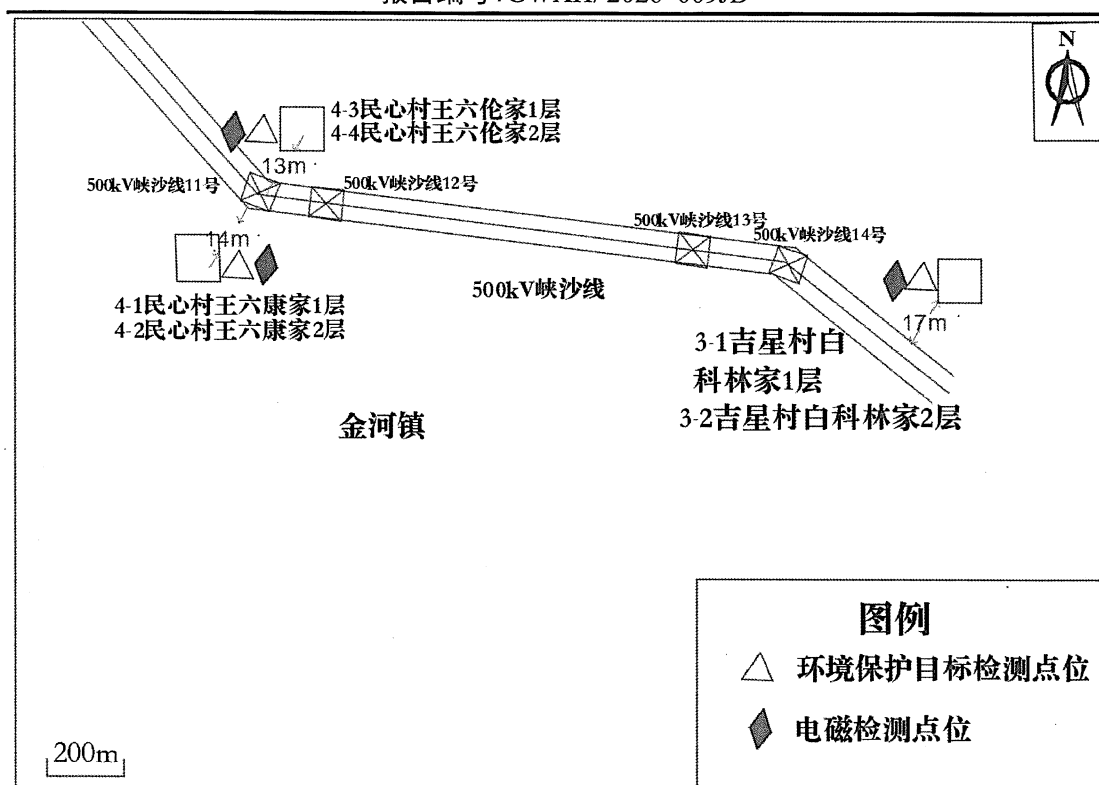 N
4-3民心村王六伦家1层
4-4民心村王六伦家2层
13m
500kV峡沙线11号
500kV峡沙线12号
14m
500kV峡沙线13号
500kV峡沙线14号
4-1民心村王六康家1层
4-2民心村王六康家2层
500kV峡沙线
17m
3-1吉星村白
科林家1层
3-2吉星村白科林家2层
金河镇
图例
环境保护目标检测点位
电磁检测点位
200m